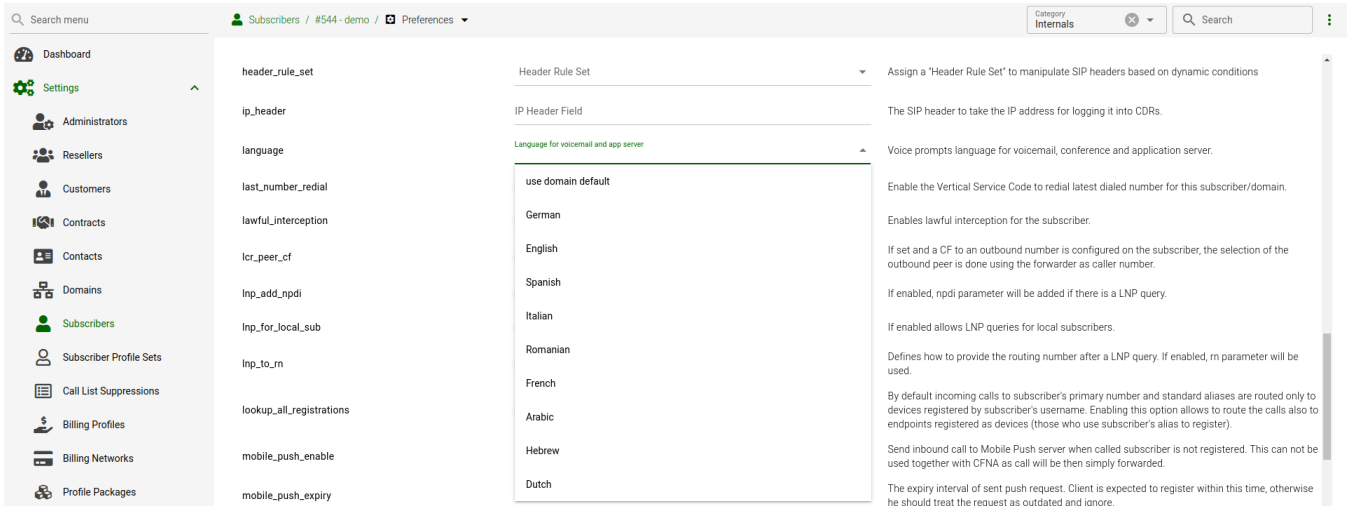 Search menu
Subscribers / #544 - demo / Preferences
Category
Internals
Search
Dashboard
Settings
Administrators
Resellers
Customers
Contracts
Contacts
Domains
Subscribers
Subscriber Profile Sets
Call List Suppressions
Billing Profiles
Billing Networks
Profile Packages
header_rule_set
Header Rule Set
Assign a "Header Rule Set" to manipulate SIP headers based on dynamic conditions
ip_header
IP Header Field
The SIP header to take the IP address for logging it into CDRs.
language
Language for voicemail and app server
Voice prompts language for voicemail, conference and application server.
use domain default
German
English
Spanish
Italian
Romanian
French
Arabic
Hebrew
Dutch
last_number_redial
Enable the Vertical Service Code to redial latest dialed number for this subscriber/domain.
lawful_interception
Enables lawful interception for the subscriber.
lcr_peer_cf
If set and a CF to an outbound number is configured on the subscriber, the selection of the
outbound peer is done using the forwarder as caller number.
lnp_add_npdi
If enabled, npdi parameter will be added if there is a LNP query.
lnp_for_local_sub
If enabled allows LNP queries for local subscribers.
lnp_to_rn
Defines how to provide the routing number after a LNP query. If enabled, rn parameter will be
used.
lookup_all_registrations
By default incoming calls to subscriber's primary number and standard aliases are routed only to
devices registered by subscriber's username. Enabling this option allows to route the calls also to
endpoints registered as devices (those who use subscriber's alias to register).
mobile_push_enable
Send inbound call to Mobile Push server when called subscriber is not registered. This can not be
used together with CFNA as call will be then simply forwarded.
mobile_push_expiry
The expiry interval of sent push request. Client is expected to register within this time, otherwise
he should treat the request as outdated and ignore.